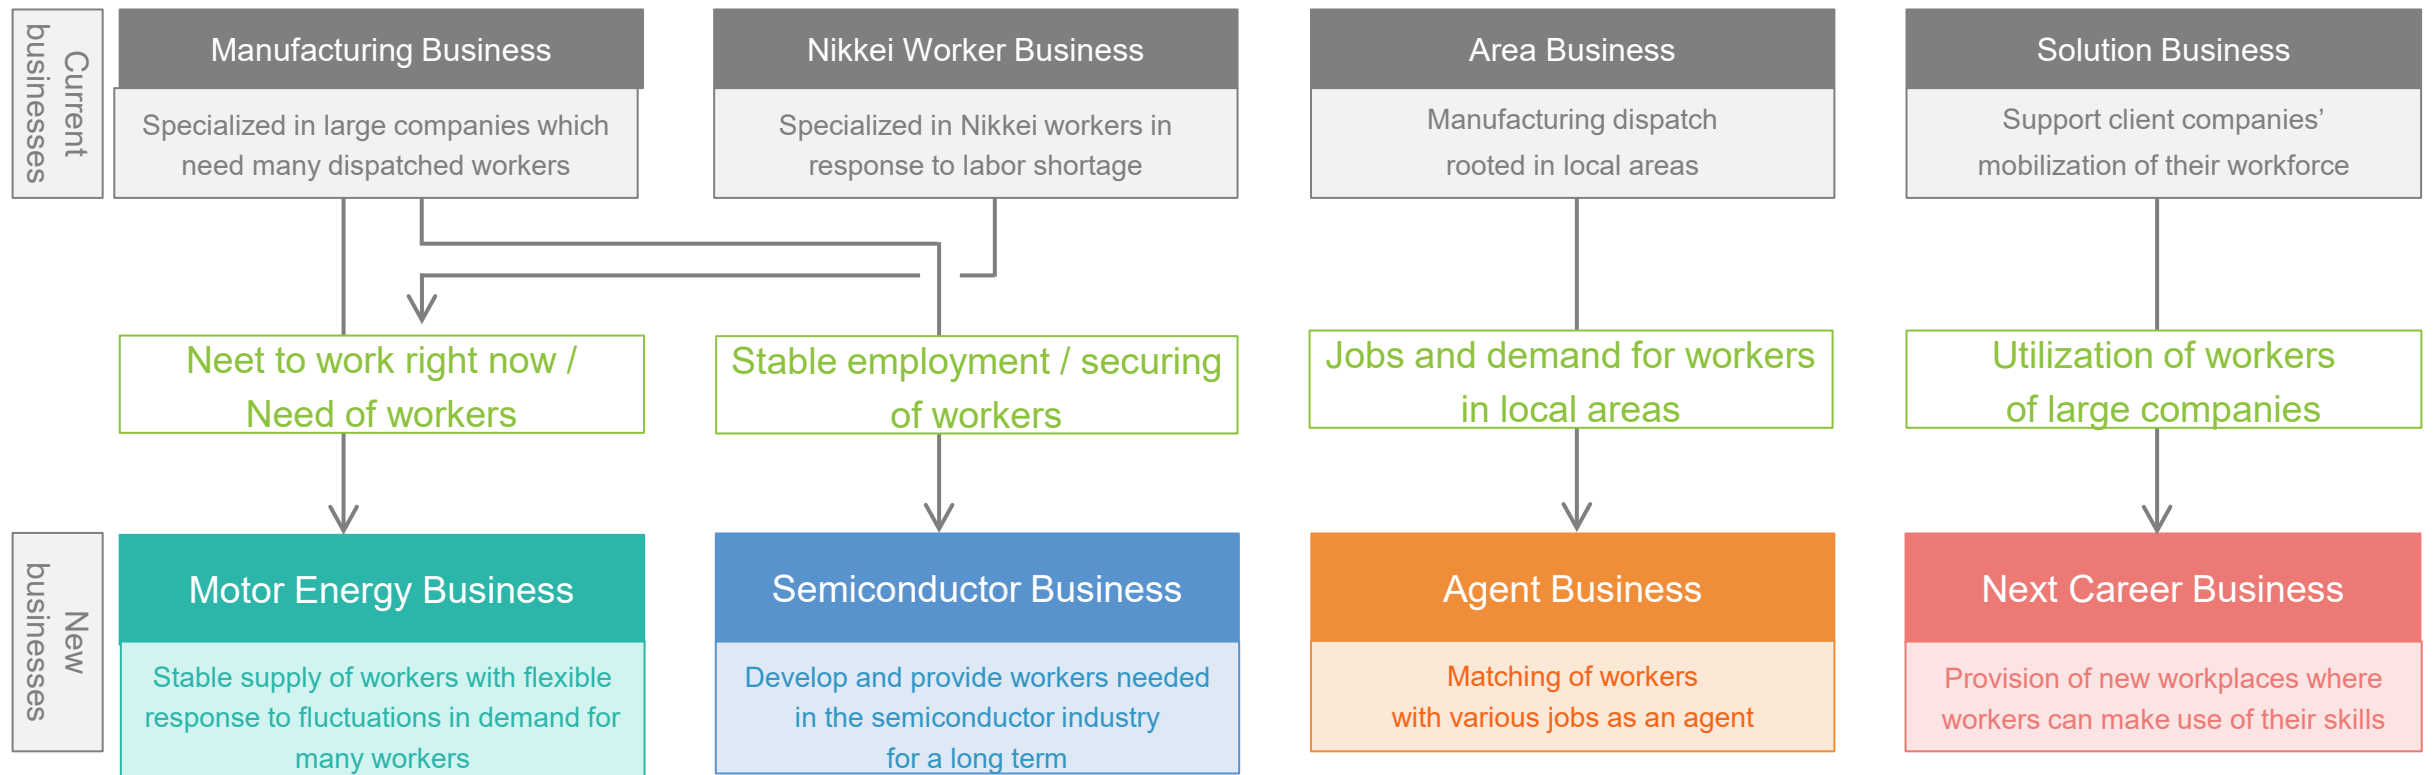 Current
businesses
Manufacturing Business
Specialized in large companies which
need many dispatched workers
Nikkei Worker Business
Specialized in Nikkei workers in
response to labor shortage
Area Business
Manufacturing dispatch
rooted in local areas
Solution Business
Support client companies’
mobilization of their workforce
Neet to work right now /
Need of workers
Stable employment / securing
of workers
Jobs and demand for workers
in local areas
Utilization of workers
of large companies
New
businesses
Motor Energy Business
Stable supply of workers with flexible
response to fluctuations in demand for
many workers
Semiconductor Business
Develop and provide workers needed
in the semiconductor industry
for a long term
Agent Business
Matching of workers
with various jobs as an agent
Next Career Business
Provision of new workplaces where
workers can make use of their skills